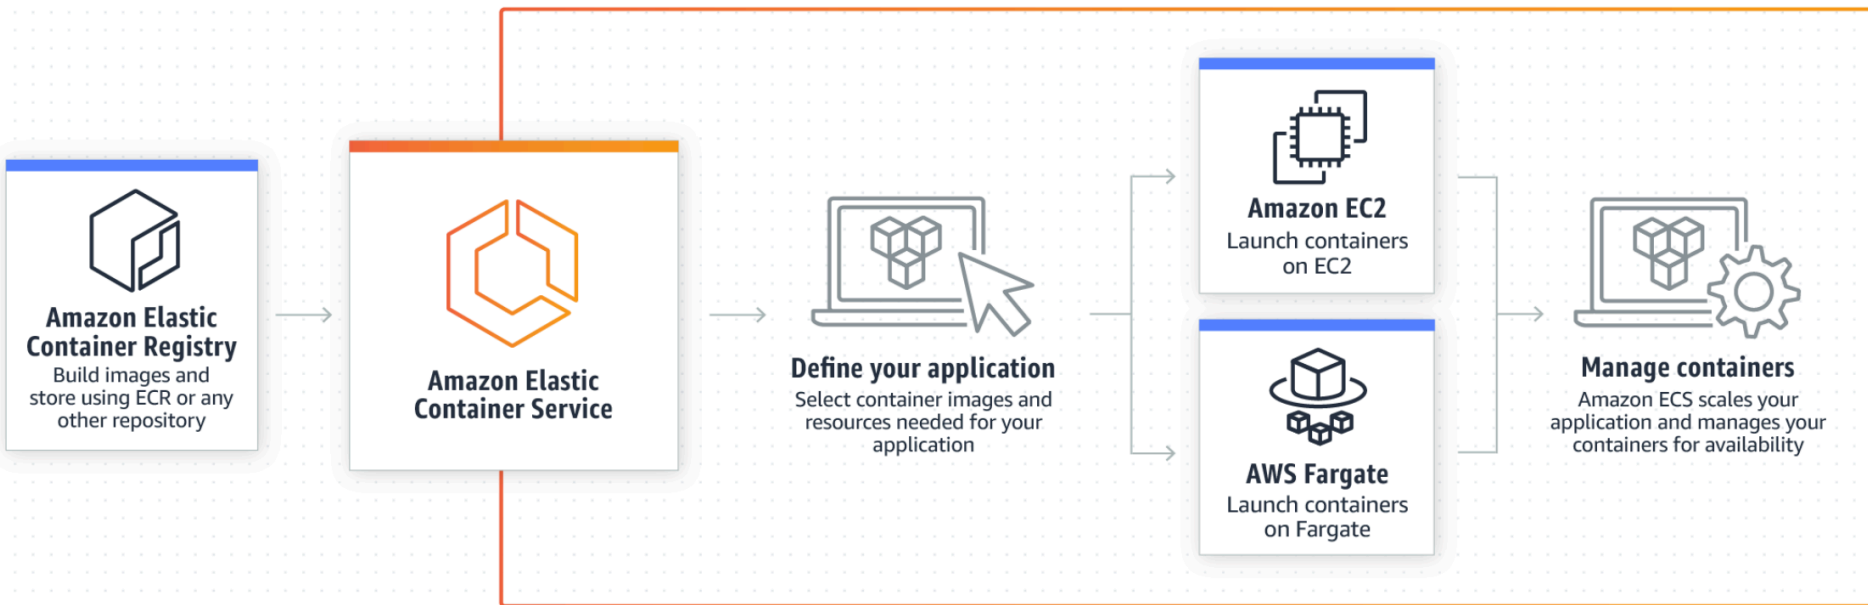 Amazon Elastic
Container Registry
Build images and
store using ECR or any
other repository
Amazon Elastic
Container Service
Define your application
Select container images and
resources needed for your
application
Amazon EC2
Launch containers
on EC2
AWS Fargate
Launch containers
on Fargate
Manage containers
Amazon ECS scales your
application and manages your
containers for availability